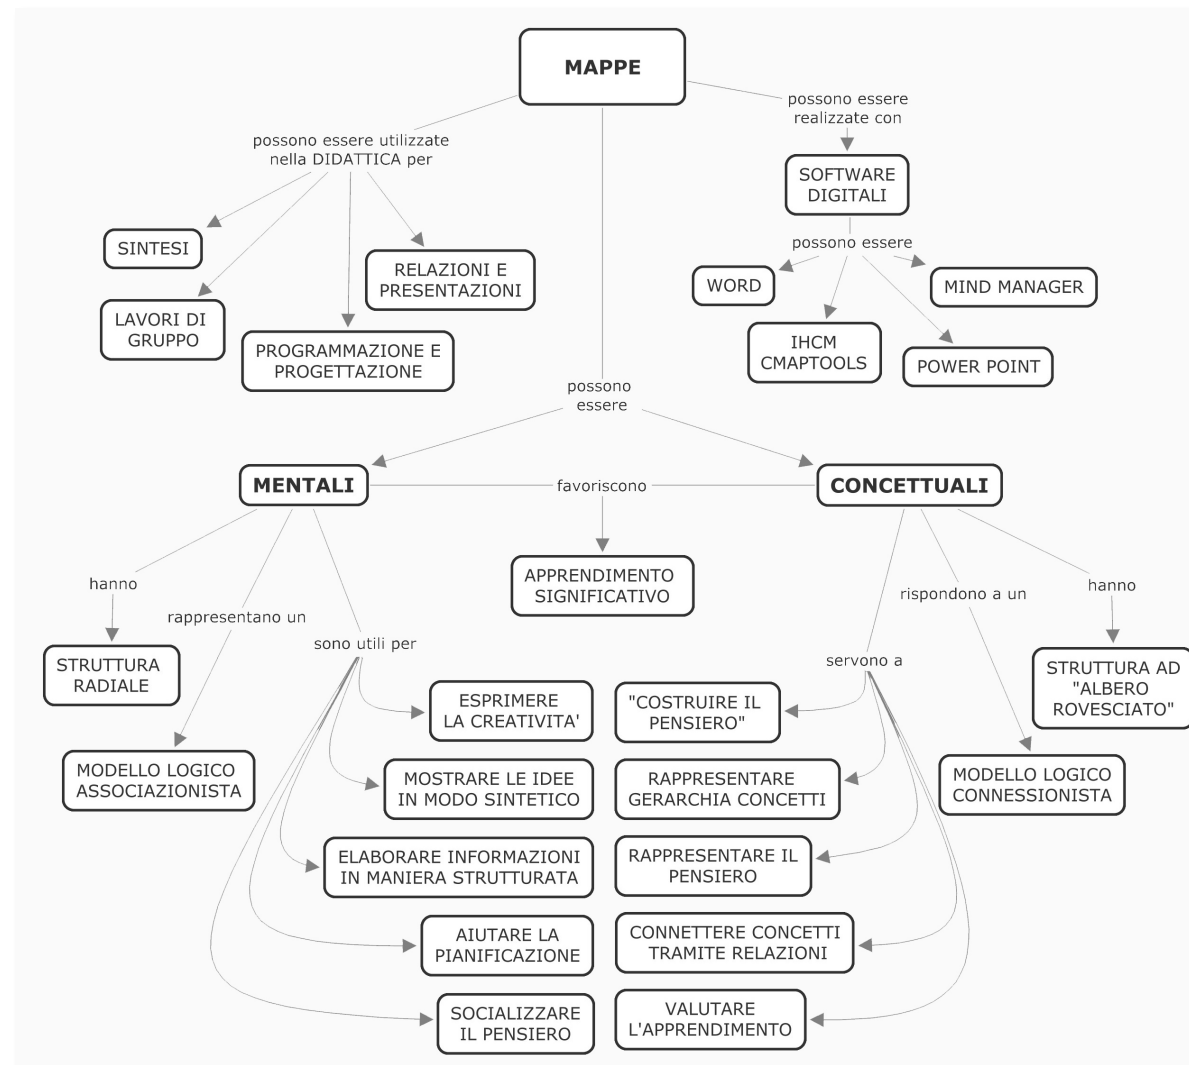 MAPPE
possono essere
realizzate con
possono essere utilizzate
nella DIDATTICA per
SOFTWARE
DIGITALI
possono essere
SINTESI
RELAZIONI E
PRESENTAZIONI
WORD
MIND MANAGER
LAVORI DI
GRUPPO
PROGRAMMAZIONE E
PROGETTAZIONE
IHCM
CMAPTOOLS
POWER POINT
possono
essere
MENTALI
favoriscono
CONCETTUALI
APPRENDIMENTO
SIGNIFICATIVO
hanno
rappresentano un
sono utili per
servono a
rispondono a un
hanno
STRUTTURA
RADIALE
STRUTTURA AD
"ALBERO
ROVESCIATO"
MODELLO LOGICO
ASSOCIAZIONISTA
MODELLO LOGICO
CONNESSIONISTA
ESPRIMERE
LA CREATIVITA'
MOSTRARE LE IDEE
IN MODO SINTETICO
ELABORARE INFORMAZIONI
IN MANIERA STRUTTURATA
AIUTARE LA
PIANIFICAZIONE
SOCIALIZZARE
IL PENSIERO
"COSTRUIRE IL
PENSIERO"
RAPPRESENTARE
GERARCHIA CONCETTI
RAPPRESENTARE IL
PENSIERO
CONNETTERE CONCETTI
TRAMITE RELAZIONI
VALUTARE
L'APPRENDIMENTO